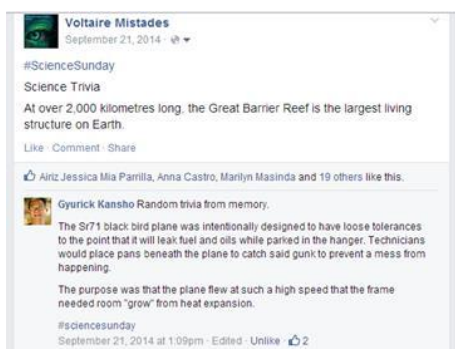 Voltaire Mistades
September 21, 2014 ·
#ScienceSunday
Science Trivia
At over 2,000 kilometres long, the Great Barrier Reef is the largest living
structure on Earth.
Like · Comment · Share
Airiz Jessica Mia Parrilla, Anna Castro, Marilyn Masinda and 19 others like this.
Gyurick Kansho Random trivia from memory.
The Sr71 black bird plane was intentionally designed to have loose tolerances
to the point that it will leak fuel and oils while parked in the hanger. Technicians
would place pans beneath the plane to catch said gunk to prevent a mess from
happening.
The purpose was that the plane flew at such a high speed that the frame
needed room "grow" from heat expansion.
#sciencesunday
September 21, 2014 at 1:09pm · Edited · Unlike · 2